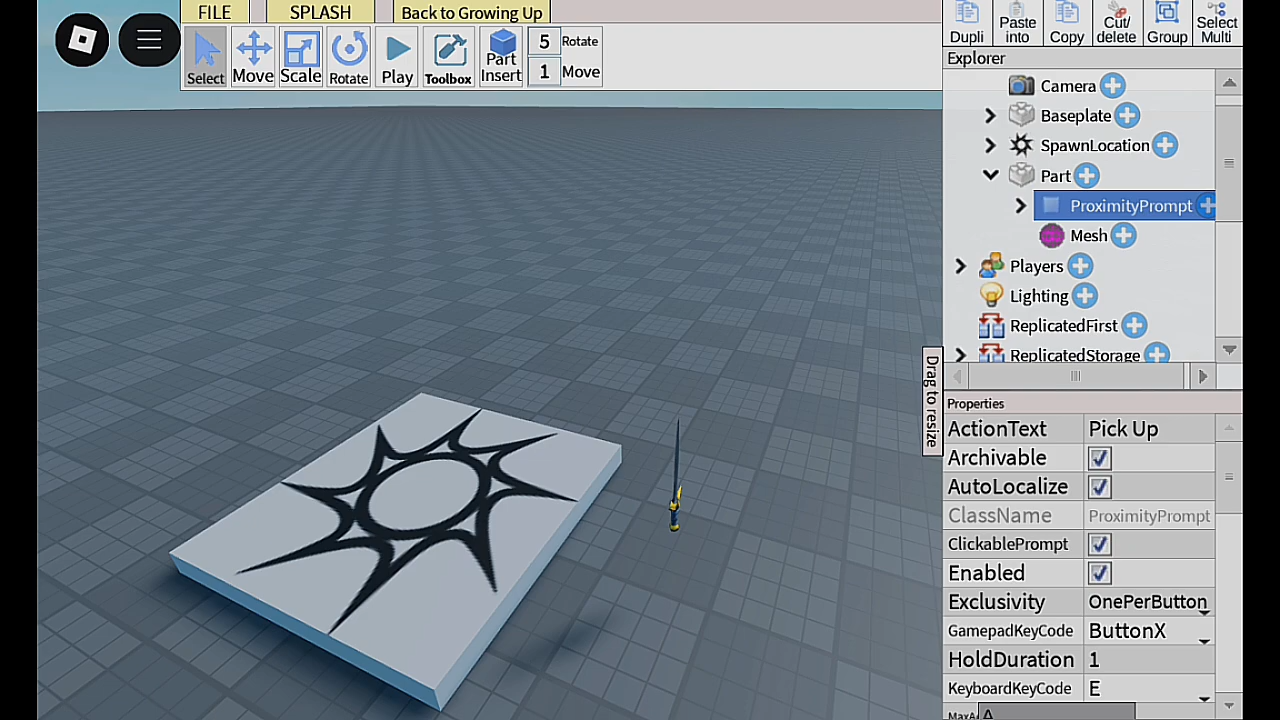 FILE
SPLASH
Back to Growing Up
Select
Move
Scale
Rotate
Play
Toolbox
Part
Insert
5 Rotate
1 Move
Dupli
Paste
into
Copy
Cut/
delete
Group
Select
Multi
Explorer
Camera
Baseplate
SpawnLocation
Part
ProximityPrompt
Mesh
Players
Lighting
ReplicatedFirst
ReplicatedStorage
Drag to resize
Properties
ActionText Pick Up
Archivable
AutoLocalize
ClassName ProximityPrompt
ClickablePrompt
Enabled
Exclusivity OnePerButton
GamepadKeyCode ButtonX
HoldDuration 1
KeyboardKeyCode E